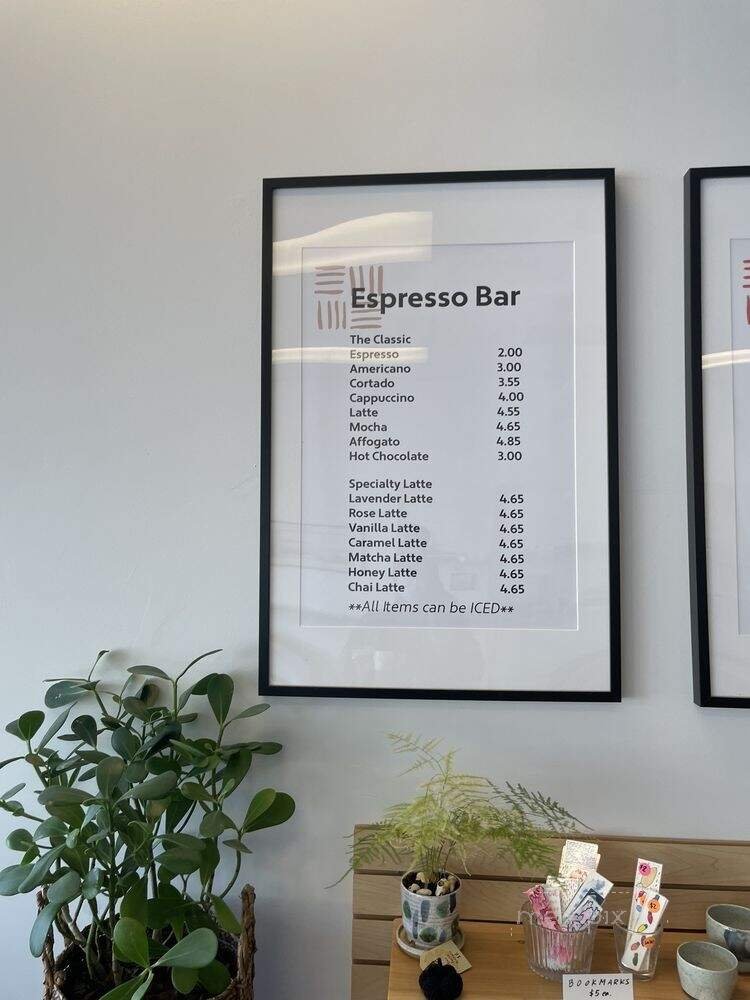 Espresso Bar
The Classic
Espresso 2.00
Americano 3.00
Cortado 3.55
Cappuccino 4.00
Latte 4.55
Mocha 4.65
Affogato 4.85
Hot Chocolate 3.00
Specialty Latte
Lavender Latte 4.65
Rose Latte 4.65
Vanilla Latte 4.65
Caramel Latte 4.65
Matcha Latte 4.65
Honey Latte 4.65
Chai Latte 4.65
**All Items can be ICED**
BOOKMARKS
$5 ea.